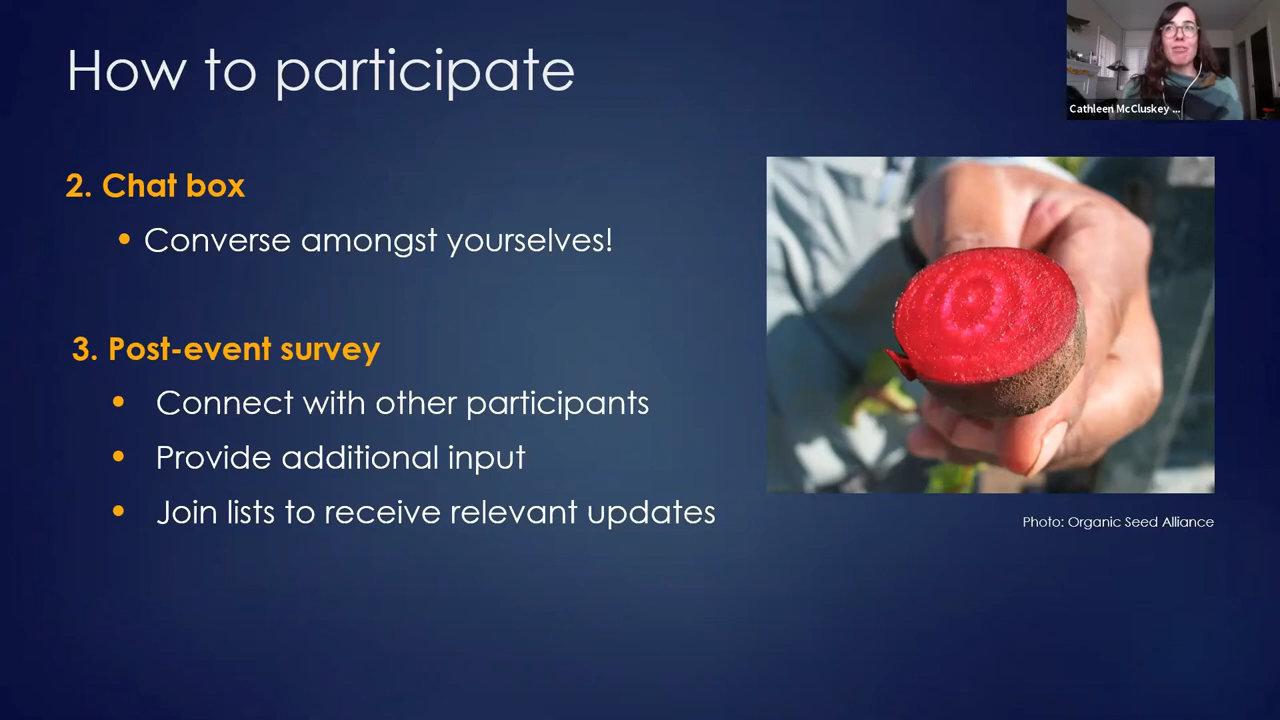 How to participate
Cathleen McCluskey ...
2. Chat box
• Converse amongst yourselves!
3. Post-event survey
• Connect with other participants
• Provide additional input
• Join lists to receive relevant updates
Photo: Organic Seed Alliance